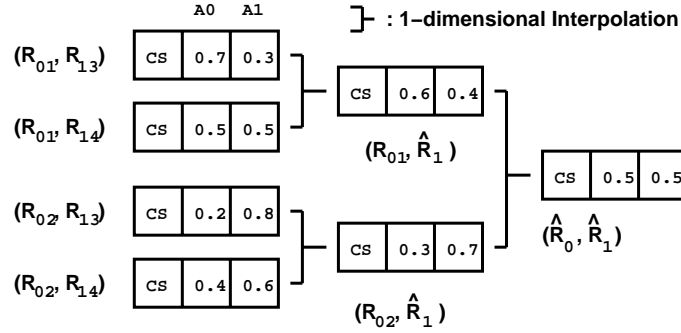 A0 A1
: 1-dimensional Interpolation
(R01, R13) CS 0.7 0.3
CS 0.6 0.4
(R01, R14) CS 0.5 0.5
(R01, R̂1)
CS 0.5 0.5
(R02, R13) CS 0.2 0.8
(R̂0, R̂1)
CS 0.3 0.7
(R02, R14) CS 0.4 0.6
(R02, R̂1)